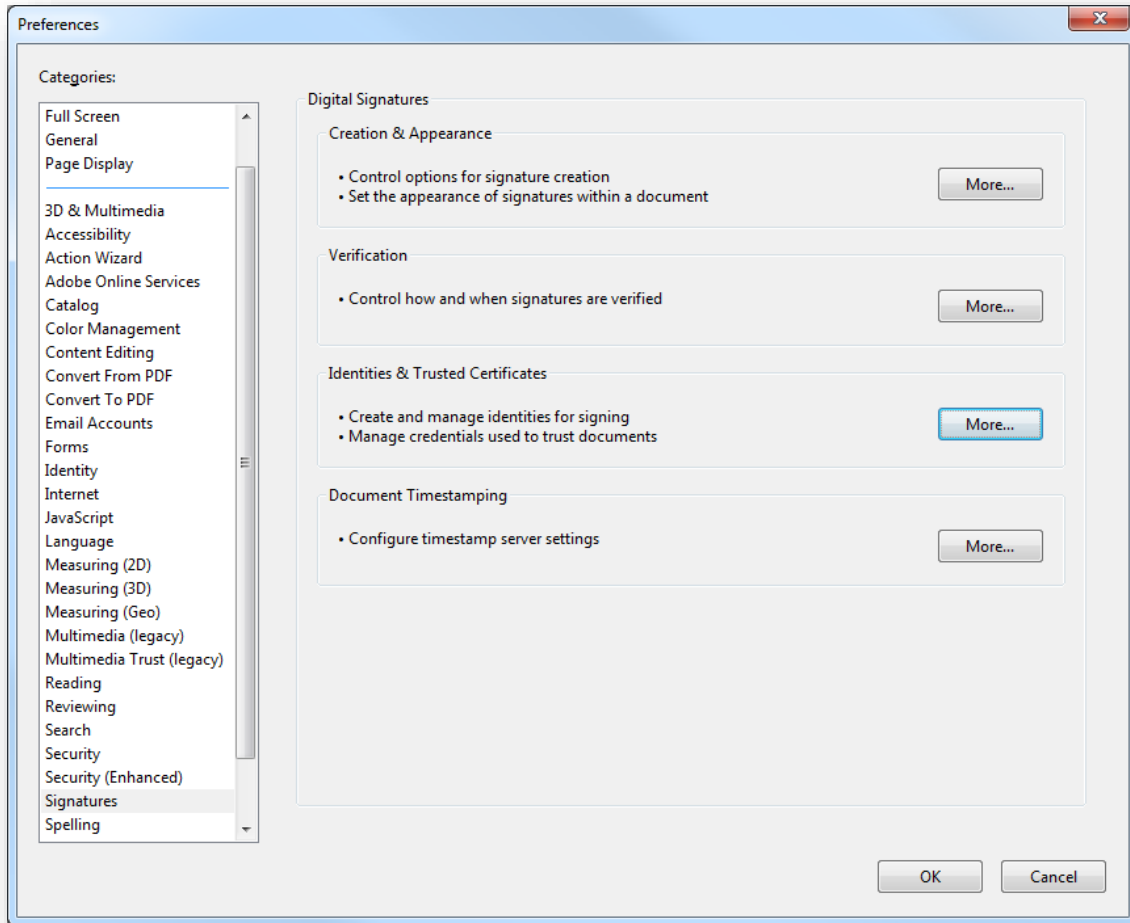 Preferences
Categories:
Full Screen
General
Page Display
3D & Multimedia
Accessibility
Action Wizard
Adobe Online Services
Catalog
Color Management
Content Editing
Convert From PDF
Convert To PDF
Email Accounts
Forms
Identity
Internet
JavaScript
Language
Measuring (2D)
Measuring (3D)
Measuring (Geo)
Multimedia (legacy)
Multimedia Trust (legacy)
Reading
Reviewing
Search
Security
Security (Enhanced)
Signatures
Spelling
Digital Signatures
Creation & Appearance
• Control options for signature creation
• Set the appearance of signatures within a document
More...
Verification
• Control how and when signatures are verified
More...
Identities & Trusted Certificates
• Create and manage identities for signing
• Manage credentials used to trust documents
More...
Document Timestamping
• Configure timestamp server settings
More...
OK
Cancel